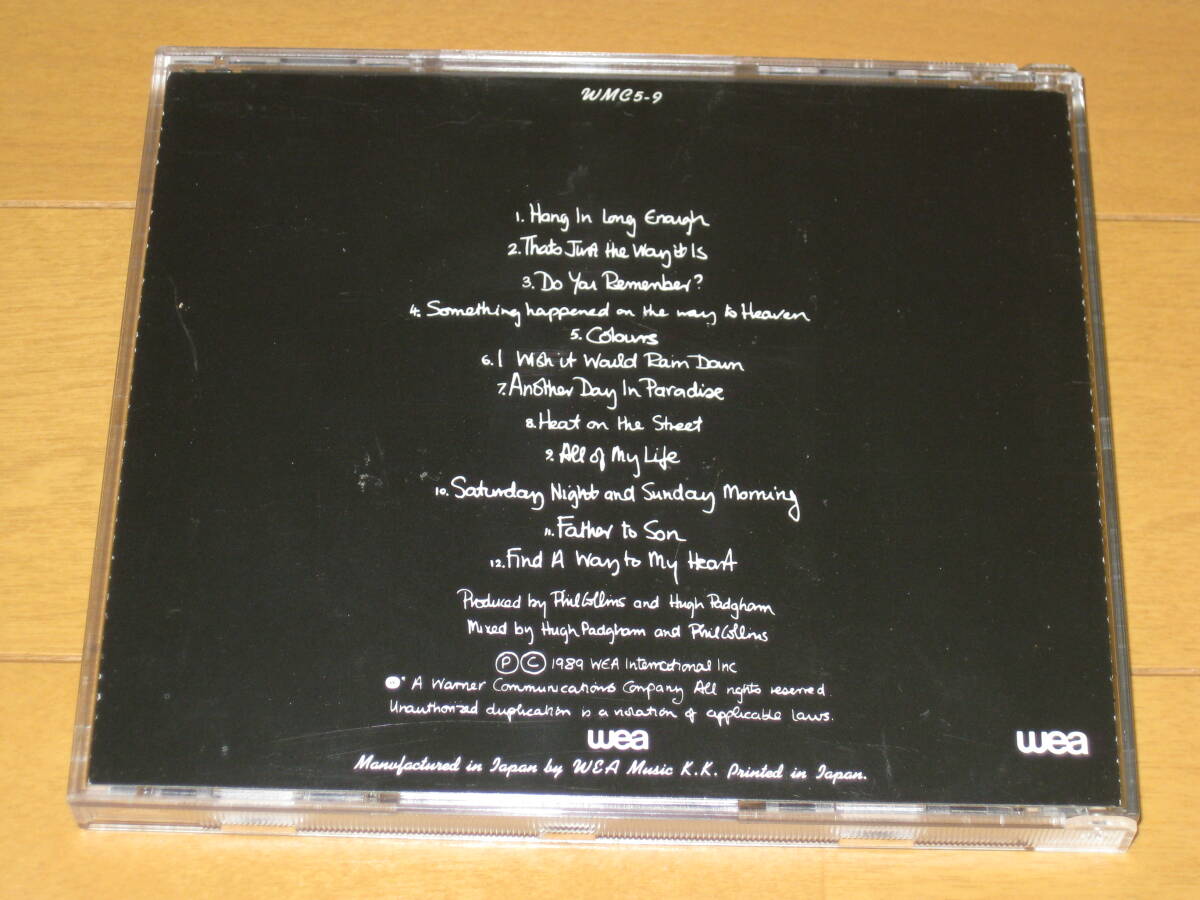 WMC5-9
1. Hang In Long Enough
2. Thats Just the Way it Is
3. Do You Remember?
4. Something happened on the way to Heaven
5. Colours
6. I Wish it Would Rain Down
7. Another Day In Paradise
8. Heat on the Street
9. All of My Life
10. Saturday Night and Sunday Morning
11. Father to Son
12. Find A Way to My Heart
Produced by Phil Collins and Hugh Padgham
Mixed by Hugh Padgham and Phil Collins
Ⓟ Ⓒ 1989 WEA International Inc
A Warner Communications Company All rights reserved.
Unauthorized duplication is a violation of applicable laws.
wea
wea
Manufactured in Japan by WEA Music K.K. Printed in Japan.